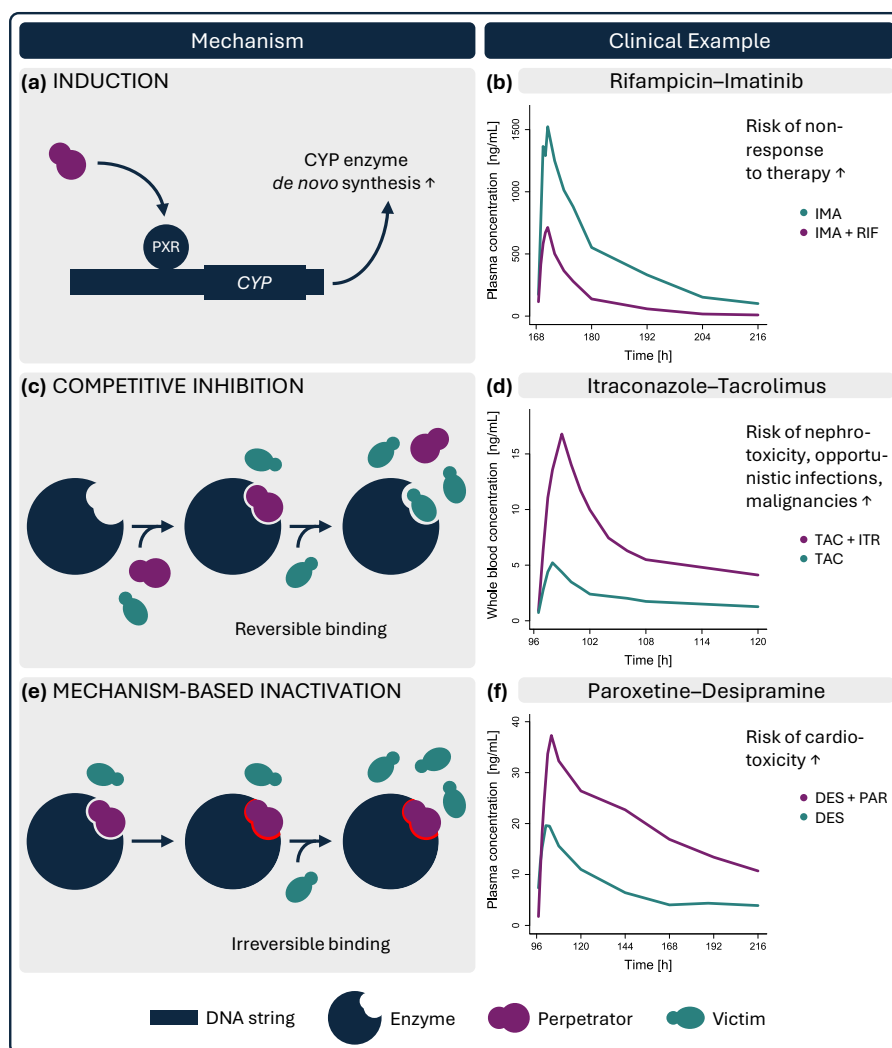 Mechanism
Clinical Example
(a) INDUCTION
CYP enzyme
de novo synthesis ↑
PXR
CYP
(b)
Rifampicin–Imatinib
Plasma concentration [ng/mL]
1500
1000
500
0
168
180
192
204
216
Time [h]
Risk of non-
response
to therapy ↑
IMA
IMA + RIF
(c) COMPETITIVE INHIBITION
Reversible binding
(d)
Itraconazole–Tacrolimus
Whole blood concentration [ng/mL]
15
10
5
0
96
102
108
114
120
Time [h]
Risk of nephro-
toxicity, opportu-
nistic infections,
malignancies ↑
TAC + ITR
TAC
(e) MECHANISM-BASED INACTIVATION
Irreversible binding
(f)
Paroxetine–Desipramine
Plasma concentration [ng/mL]
40
30
20
10
0
96
120
144
168
192
216
Time [h]
Risk of cardio-
toxicity ↑
DES + PAR
DES
DNA string
Enzyme
Perpetrator
Victim